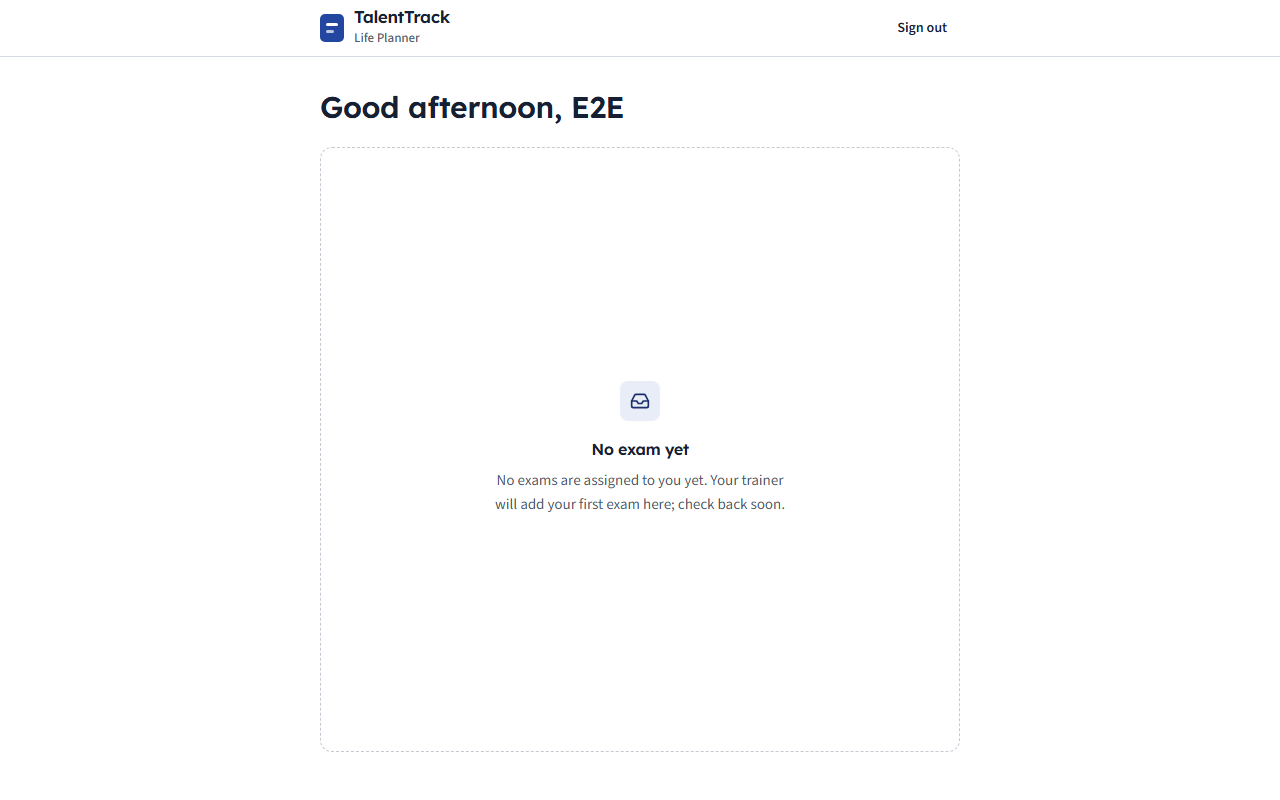 TalentTrack
Life Planner
Sign out
Good afternoon, E2E
No exam yet
No exams are assigned to you yet. Your trainer
will add your first exam here; check back soon.